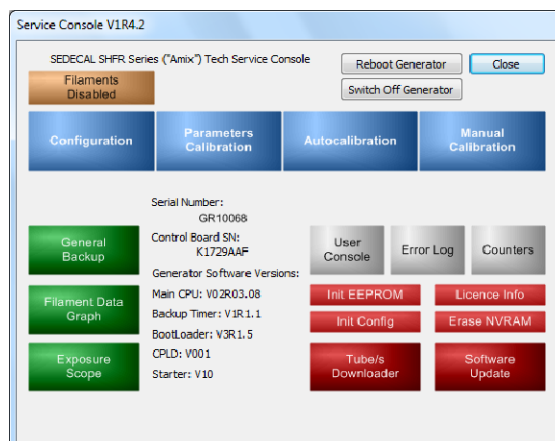 Service Console V1R4.2
SEDECAL SHFR Series ("Amix") Tech Service Console
Reboot Generator
Close
Filaments
Disabled
Switch Off Generator
Configuration
Parameters
Calibration
Autocalibration
Manual
Calibration
Serial Number:
GR10068
General
Backup
Control Board SN:
K1729AAF
User
Console
Error Log
Counters
Generator Software Versions:
Filament Data
Graph
Main CPU: V02R03.08
Backup Timer: V1R1.1
BootLoader: V3R1.5
Init EEPROM
Licence Info
Init Config
Erase NVRAM
Exposure
Scope
CPLD: V001
Starter: V10
Tube/s
Downloader
Software
Update